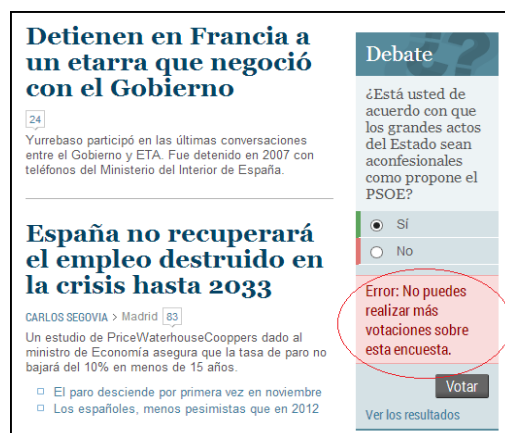 Detienen en Francia a
un etarra que negoció
con el Gobierno
24
Yurrebaso participó en las últimas conversaciones
entre el Gobierno y ETA. Fue detenido en 2007 con
teléfonos del Ministerio del Interior de España.
España no recuperará
el empleo destruido en
la crisis hasta 2033
CARLOS SEGOVIA > Madrid 83
Un estudio de PriceWaterhouseCooppers dado al
ministro de Economía asegura que la tasa de paro no
bajará del 10% en menos de 15 años.
El paro desciende por primera vez en noviembre
Los españoles, menos pesimistas que en 2012
Debate
¿?
¿Está usted de
acuerdo con que
los grandes actos
del Estado sean
aconfesionales
como propone el
PSOE?
Sí
No
Error: No puedes
realizar más
votaciones sobre
esta encuesta.
Votar
Ver los resultados